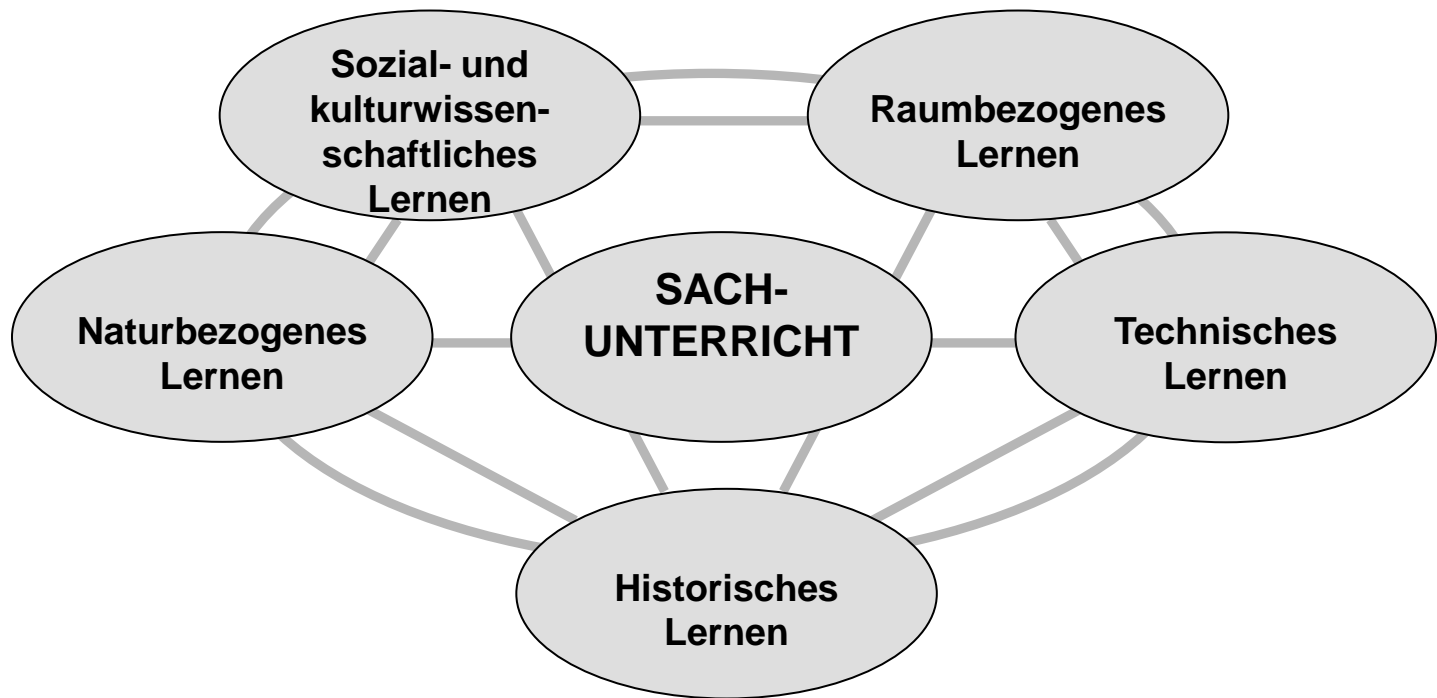 Sozial- und
kulturwissen-
schaftliches
Lernen
Raumbezogenes
Lernen
Naturbezogenes
Lernen
SACH-
UNTERRICHT
Technisches
Lernen
Historisches
Lernen